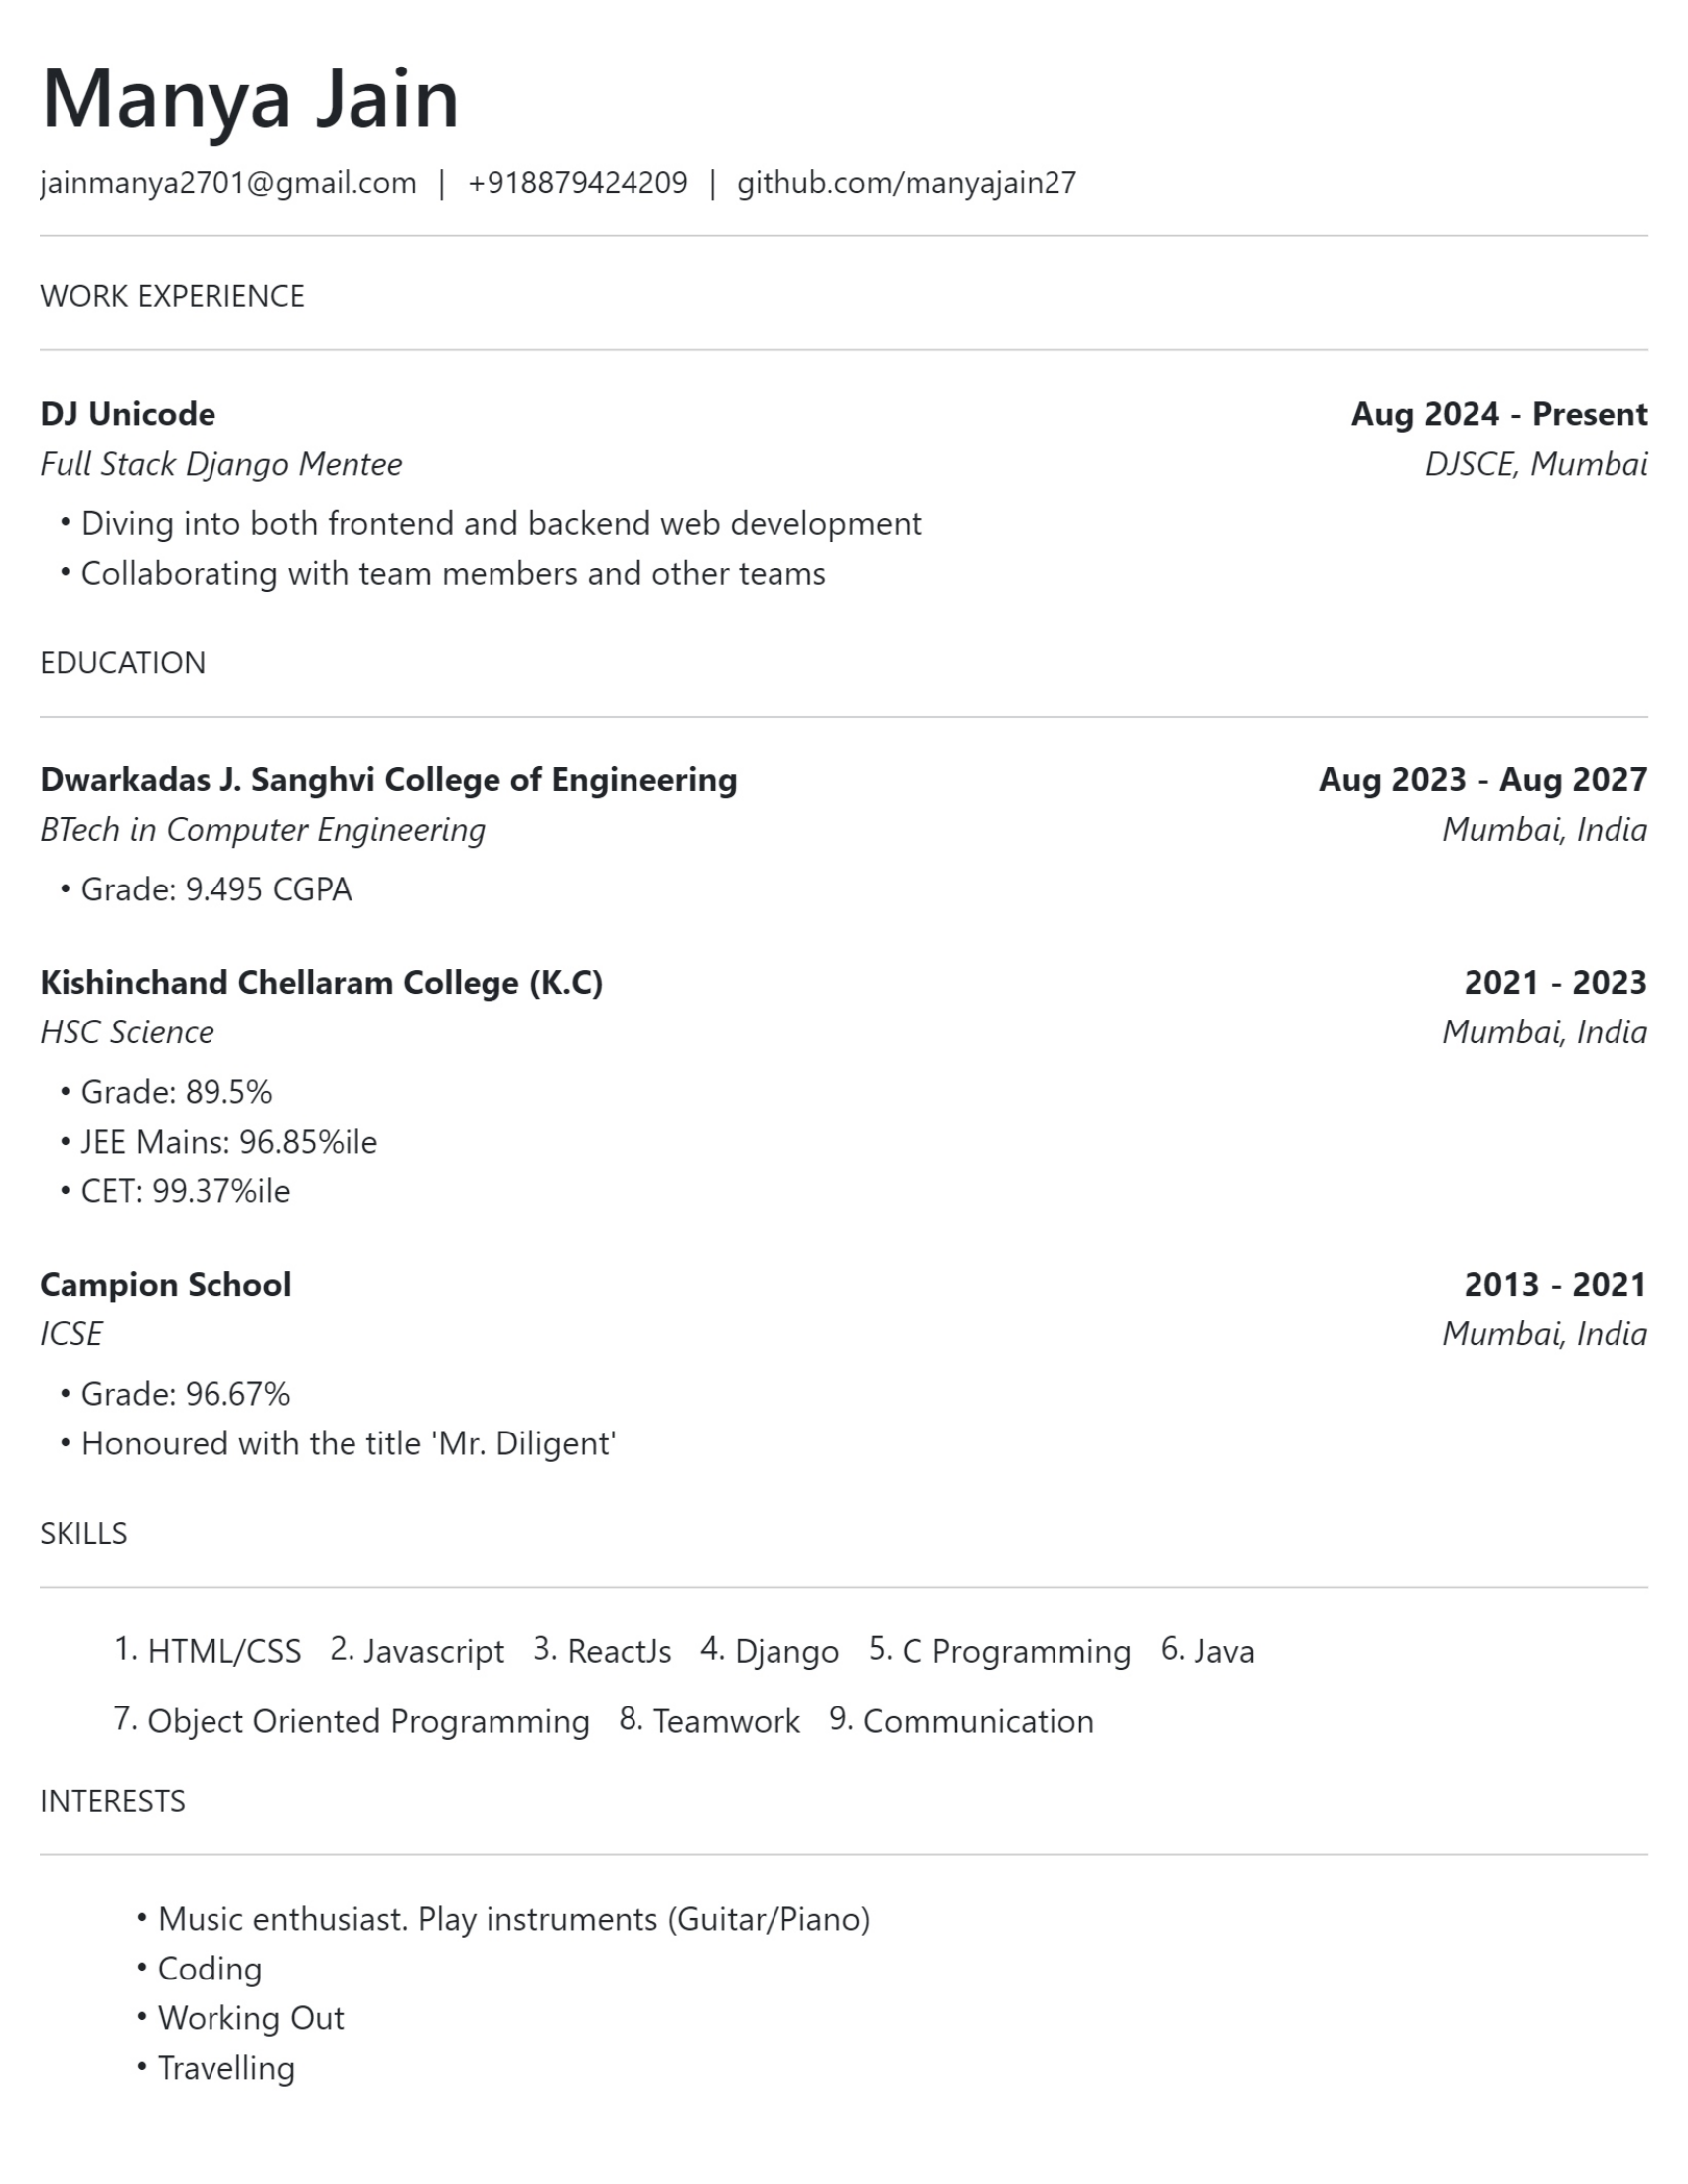 Manya Jain
jainmanya2701@gmail.com | +918879424209 | github.com/manyajain27
WORK EXPERIENCE
DJ Unicode Aug 2024 - Present
Full Stack Django Mentee DJSCE, Mumbai
• Diving into both frontend and backend web development
• Collaborating with team members and other teams
EDUCATION
Dwarkadas J. Sanghvi College of Engineering Aug 2023 - Aug 2027
BTech in Computer Engineering Mumbai, India
• Grade: 9.495 CGPA
Kishinchand Chellaram College (K.C) 2021 - 2023
HSC Science Mumbai, India
• Grade: 89.5%
• JEE Mains: 96.85%ile
• CET: 99.37%ile
Campion School 2013 - 2021
ICSE Mumbai, India
• Grade: 96.67%
• Honoured with the title 'Mr. Diligent'
SKILLS
1. HTML/CSS 2. Javascript 3. ReactJs 4. Django 5. C Programming 6. Java
7. Object Oriented Programming 8. Teamwork 9. Communication
INTERESTS
• Music enthusiast. Play instruments (Guitar/Piano)
• Coding
• Working Out
• Travelling